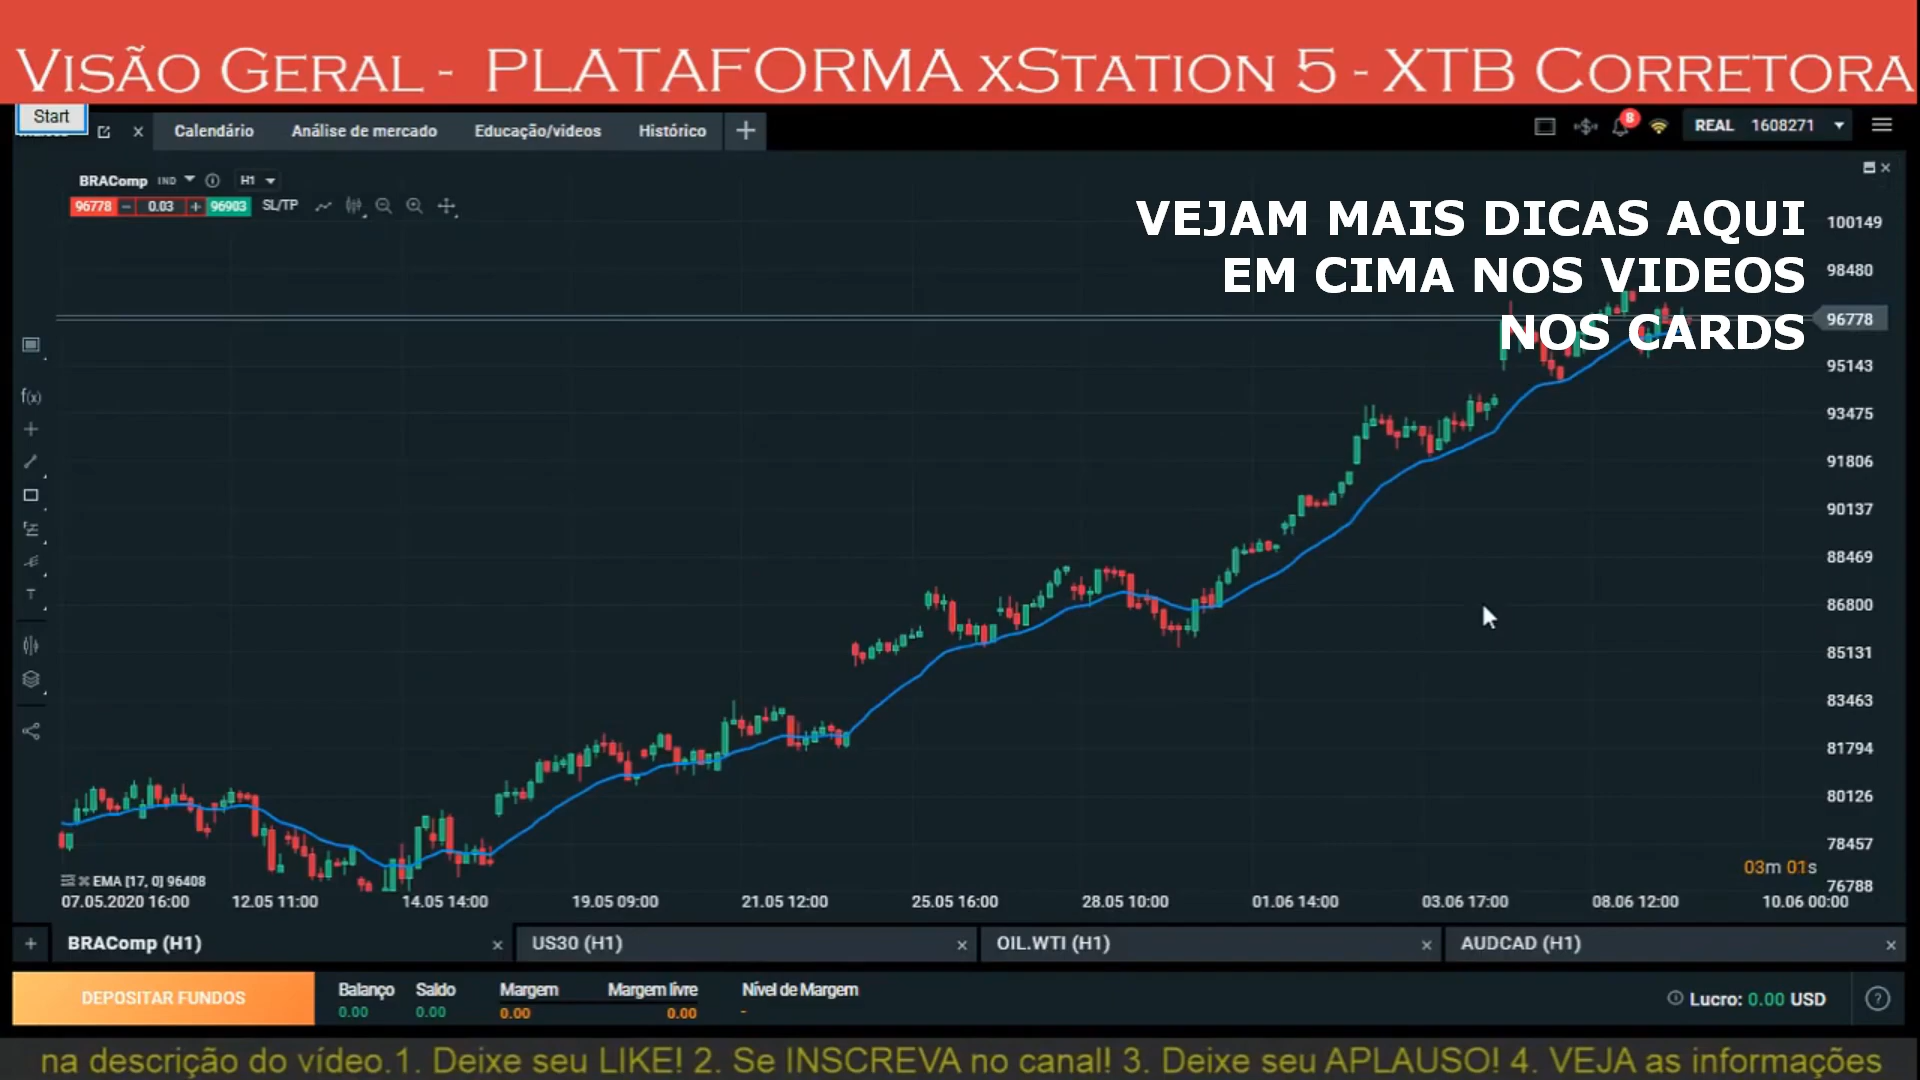 VISÃO GERAL - PLATAFORMA XSTATION 5 - XTB CORRETORA
Start
Calendário
Análise de mercado
Educação/videos
Histórico
8
REAL 1608271
BRAComp IND
H1
96778
0.03
96903
SL/TP
VEJAM MAIS DICAS AQUI
EM CIMA NOS VIDEOS
NOS CARDS
100149
98480
96778
95143
93475
91806
90137
88469
86800
85131
83463
81794
80126
78457
76788
f(x)
T
03m 01s
EMA [17, 0] 96408
07.05.2020 16:00
12.05 11:00
14.05 14:00
19.05 09:00
21.05 12:00
25.05 16:00
28.05 10:00
01.06 14:00
03.06 17:00
08.06 12:00
10.06 00:00
BRAComp (H1)
US30 (H1)
OIL.WTI (H1)
AUDCAD (H1)
DEPOSITAR FUNDOS
Balanço
0.00
Saldo
0.00
Margem
0.00
Margem livre
0.00
Nível de Margem
-
Lucro: 0.00 USD
na descrição do vídeo.1. Deixe seu LIKE! 2. Se INSCREVA no canal! 3. Deixe seu APLAUSO! 4. VEJA as informações